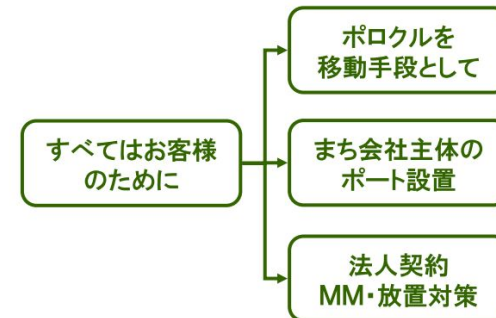 すべてはお客様
のために
ポロクルを
移動手段として
まち会社主体の
ポート設置
法人契約
MM・放置対策